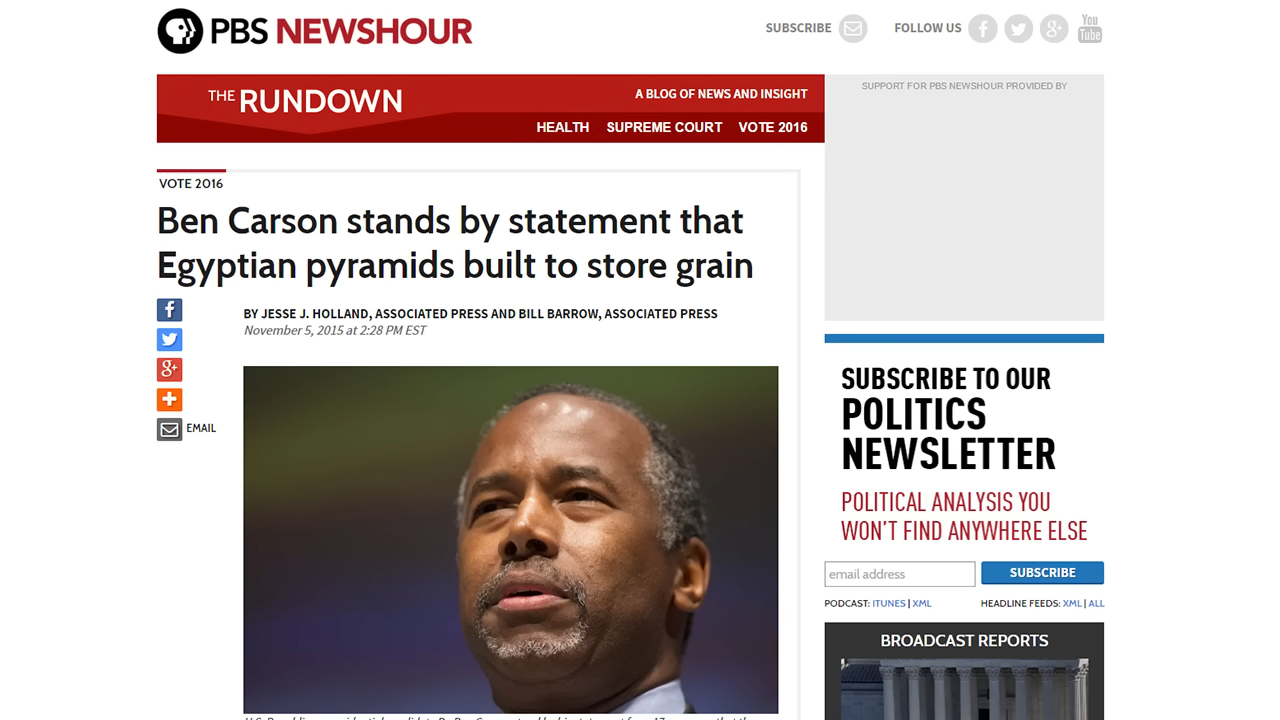 PBS NEWSHOUR
SUBSCRIBE
FOLLOW US
You
Tube
THE RUNDOWN
A BLOG OF NEWS AND INSIGHT
HEALTH SUPREME COURT VOTE 2016
SUPPORT FOR PBS NEWSHOUR PROVIDED BY
VOTE 2016
Ben Carson stands by statement that
Egyptian pyramids built to store grain
BY JESSE J. HOLLAND, ASSOCIATED PRESS AND BILL BARROW, ASSOCIATED PRESS
November 5, 2015 at 2:28 PM EST
EMAIL
SUBSCRIBE TO OUR
POLITICS
NEWSLETTER
POLITICAL ANALYSIS YOU
WON'T FIND ANYWHERE ELSE
email address
SUBSCRIBE
PODCAST: ITUNES | XML
HEADLINE FEEDS: XML | ALL
BROADCAST REPORTS